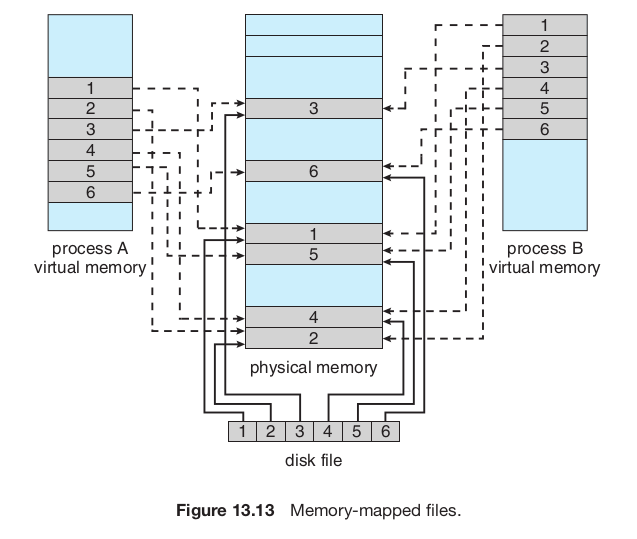 1
2
3
4
5
6
process A
virtual memory
3
6
1
5
4
2
physical memory
1
2
3
4
5
6
process B
virtual memory
1 2 3 4 5 6
disk file
Figure 13.13 Memory-mapped files.